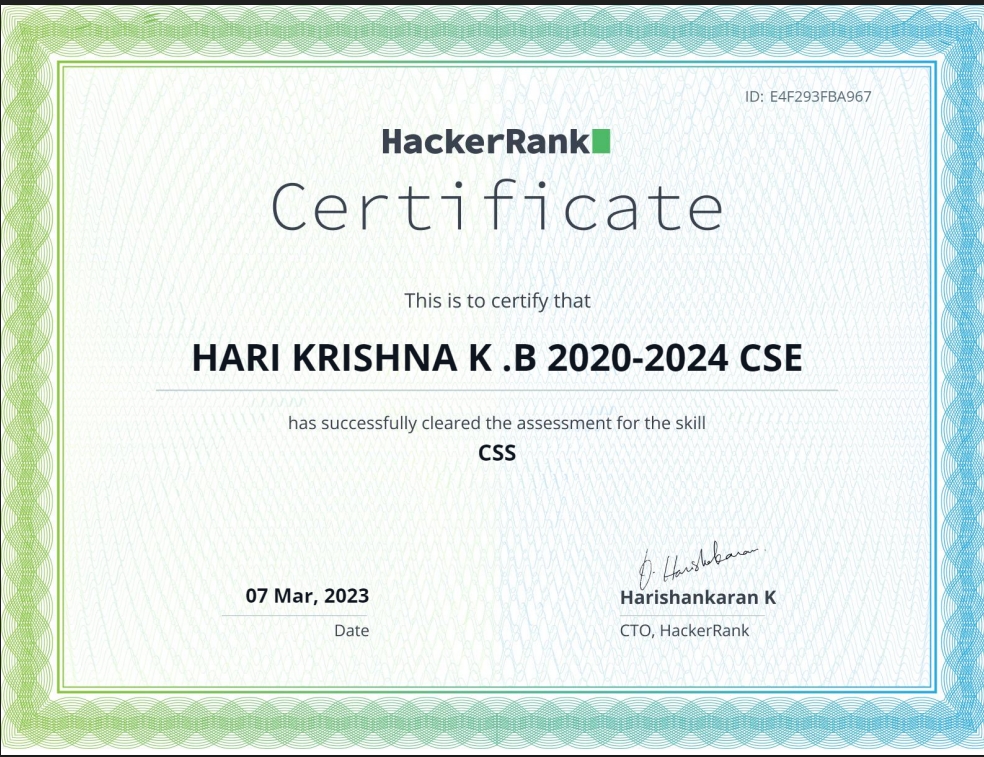 ID: E4F293FBA967
HackerRank
Certificate
This is to certify that
HARI KRISHNA K .B 2020-2024 CSE
has successfully cleared the assessment for the skill
CSS
07 Mar, 2023
Date
Harishankaran K
CTO, HackerRank